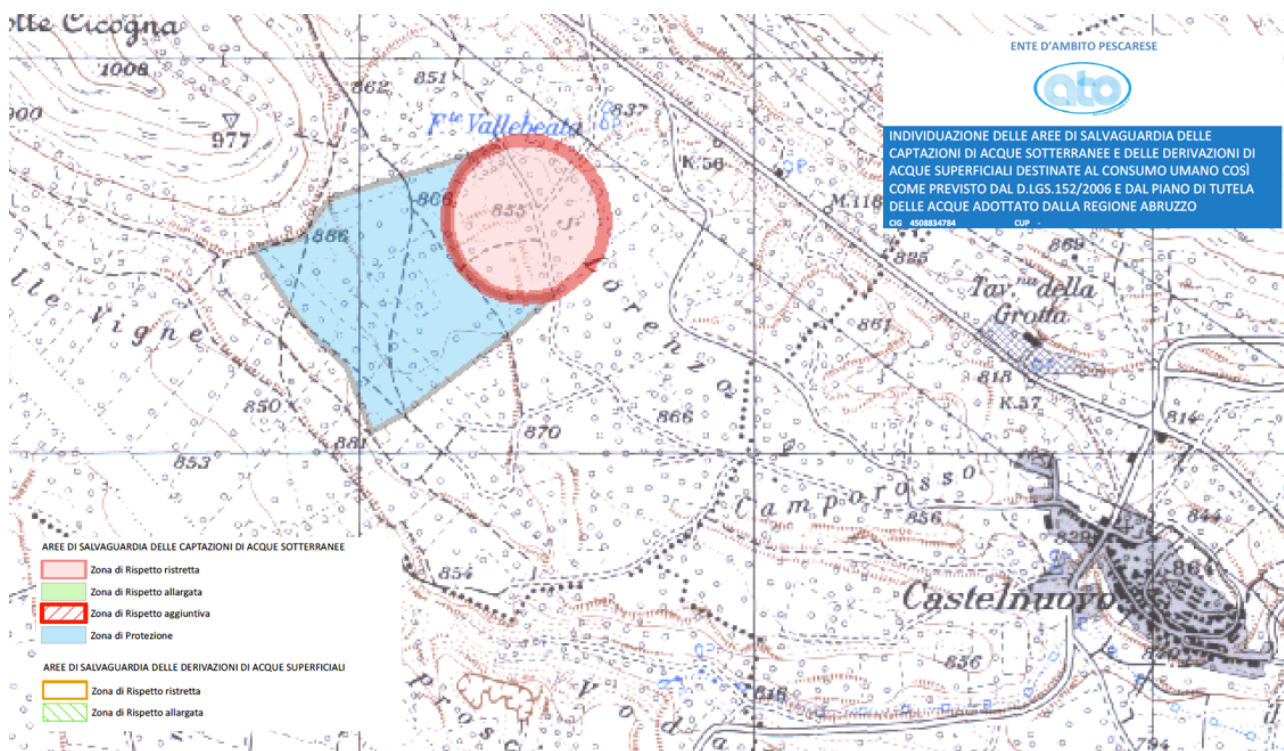 Cicogna
1008
851
862
837
977
F.te Vallebeata
K.56
866
855
886
M.118
825
869
Tav.na della
Grotta
861
818
K.57
814
lle Vigne
Lorenzo
850
866
870
881
853
Camporosso
856
844
829
864
854
Castelnuovo
856
818
794
ENTE D'AMBITO PESCARESE
ato
INDIVIDUAZIONE DELLE AREE DI SALVAGUARDIA DELLE
CAPTAZIONI DI ACQUE SOTTERRANEE E DELLE DERIVAZIONI DI
ACQUE SUPERFICIALI DESTINATE AL CONSUMO UMANO COSÌ
COME PREVISTO DAL D.LGS.152/2006 E DAL PIANO DI TUTELA
DELLE ACQUE ADOTTATO DALLA REGIONE ABRUZZO
CIG 4508834784 CUP -
AREE DI SALVAGUARDIA DELLE CAPTAZIONI DI ACQUE SOTTERRANEE
Zona di Rispetto ristretta
Zona di Rispetto allargata
Zona di Rispetto aggiuntiva
Zona di Protezione
AREE DI SALVAGUARDIA DELLE DERIVAZIONI DI ACQUE SUPERFICIALI
Zona di Rispetto ristretta
Zona di Rispetto allargata